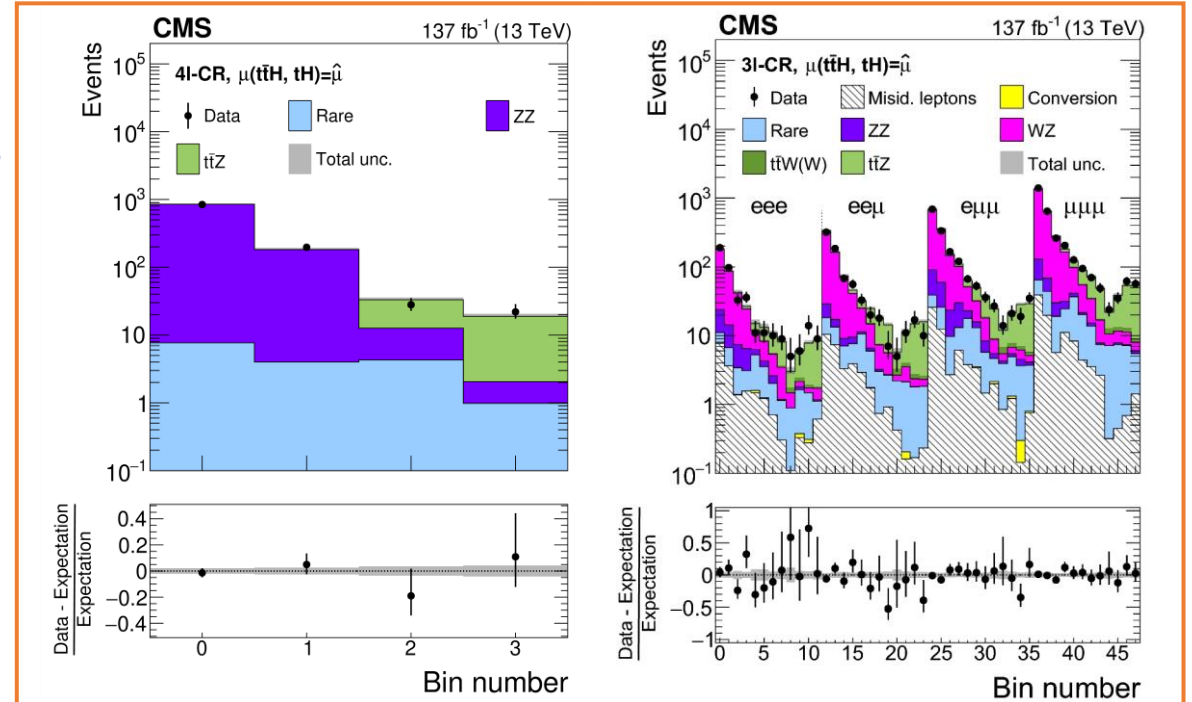 CMS
137 fb⁻¹ (13 TeV)
Events
10⁵
10⁴
10³
10²
10
1
10⁻¹
4l-CR, μ(tt̄H, tH)=μ̂
Data
Rare
ZZ
tt̄Z
Total unc.
Data - Expectation
Expectation
0.4
0.2
0
−0.2
−0.4
0 1 2 3
Bin number
CMS
137 fb⁻¹ (13 TeV)
Events
10⁵
10⁴
10³
10²
10
1
10⁻¹
3l-CR, μ(tt̄H, tH)=μ̂
Data
Misid. leptons
Conversion
Rare
ZZ
WZ
tt̄W(W)
tt̄Z
Total unc.
eee eeμ eμμ μμμ
Data - Expectation
Expectation
1
0.5
0
−0.5
−1
0 5 10 15 20 25 30 35 40 45
Bin number